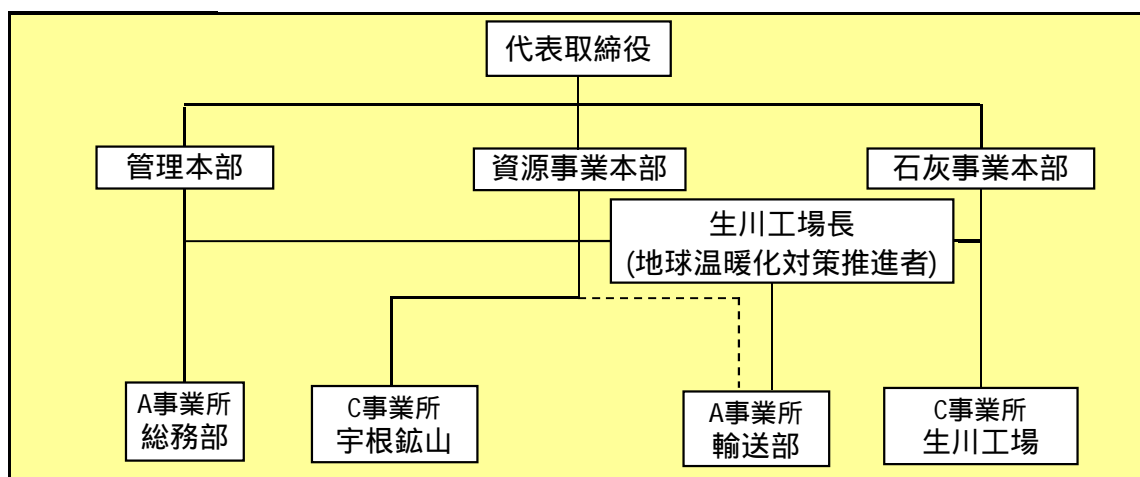 代表取締役
管理本部
資源事業本部
石灰事業本部
生川工場長
(地球温暖化対策推進者)
A事業所
総務部
C事業所
宇根鉱山
A事業所
輸送部
C事業所
生川工場